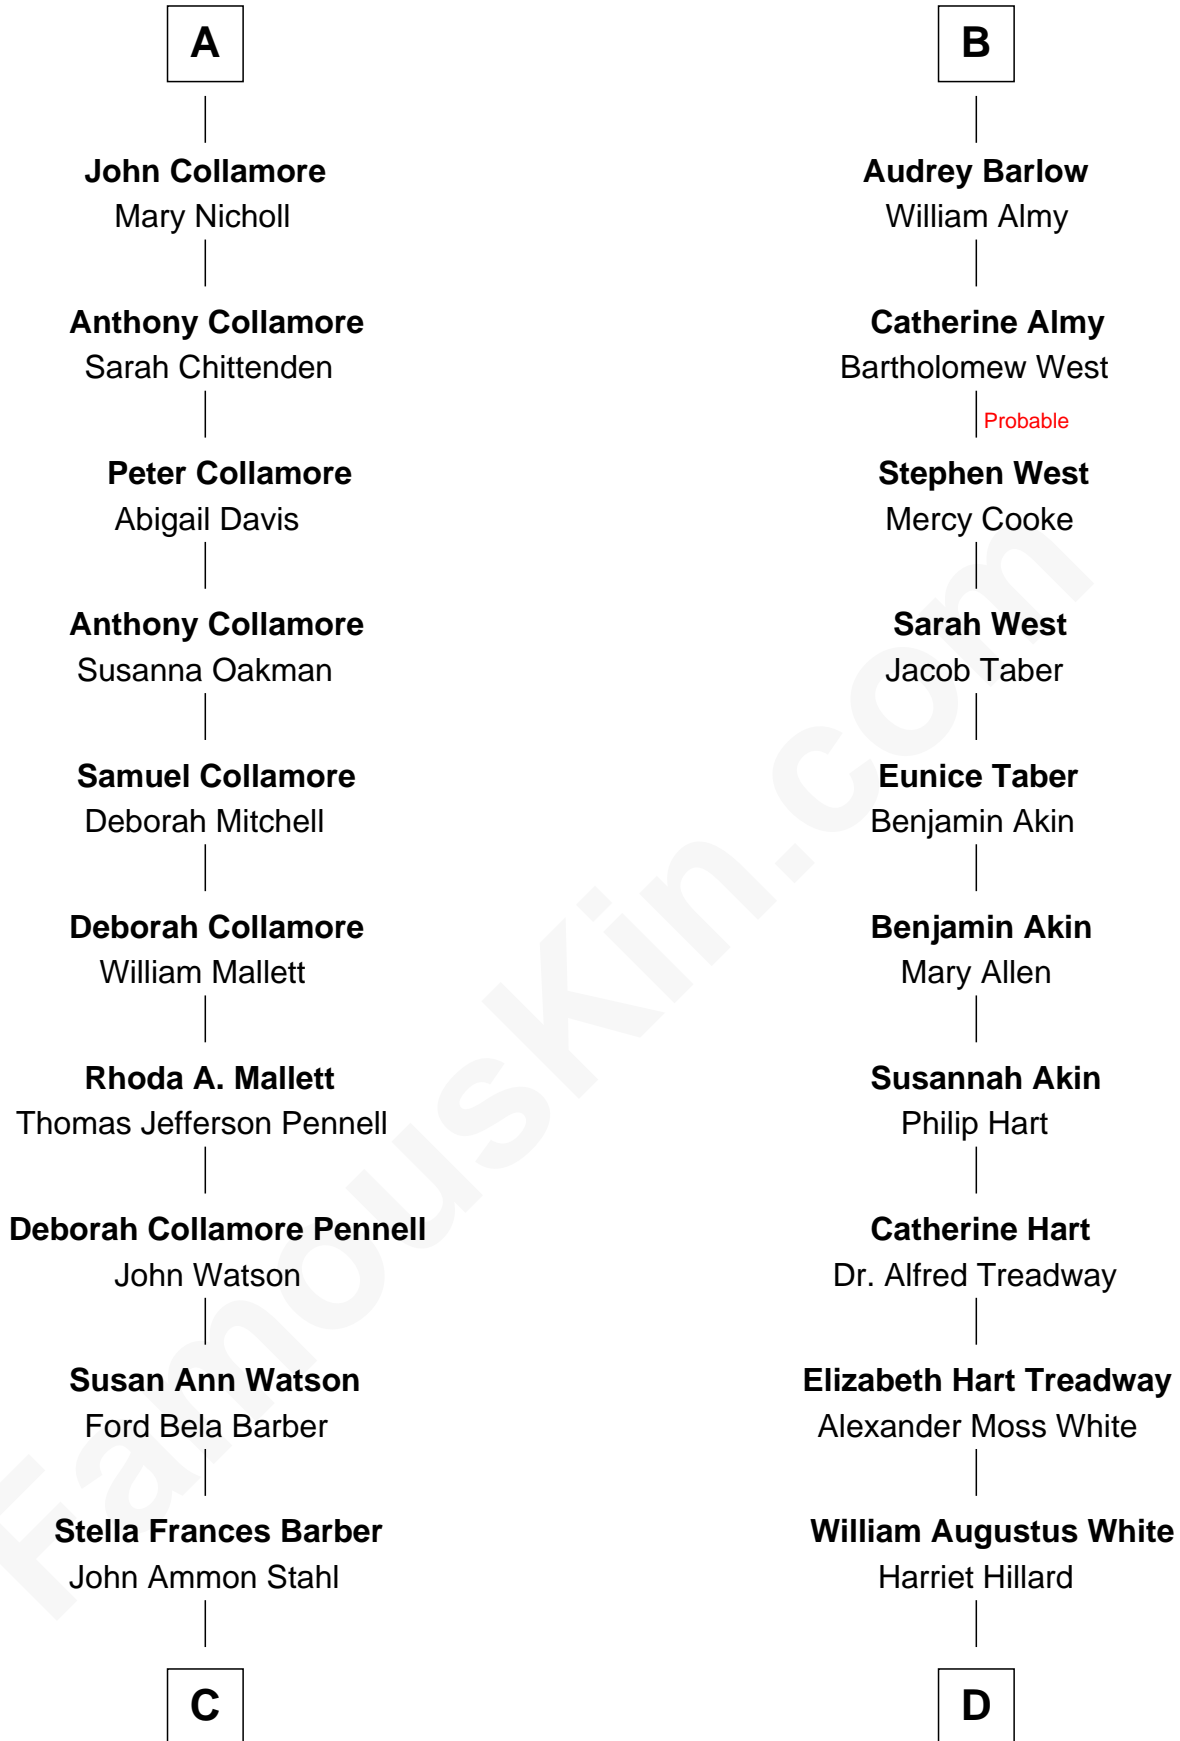 A
John Collamore
Mary Nicholl
Anthony Collamore
Sarah Chittenden
Peter Collamore
Abigail Davis
Anthony Collamore
Susanna Oakman
Samuel Collamore
Deborah Mitchell
Deborah Collamore
William Mallett
Rhoda A. Mallett
Thomas Jefferson Pennell
Deborah Collamore Pennell
John Watson
Susan Ann Watson
Ford Bela Barber
Stella Frances Barber
John Ammon Stahl
C
B
Audrey Barlow
William Almy
Catherine Almy
Bartholomew West
Probable
Stephen West
Mercy Cooke
Sarah West
Jacob Taber
Eunice Taber
Benjamin Akin
Benjamin Akin
Mary Allen
Susannah Akin
Philip Hart
Catherine Hart
Dr. Alfred Treadway
Elizabeth Hart Treadway
Alexander Moss White
William Augustus White
Harriet Hillard
D
FamousKin.com